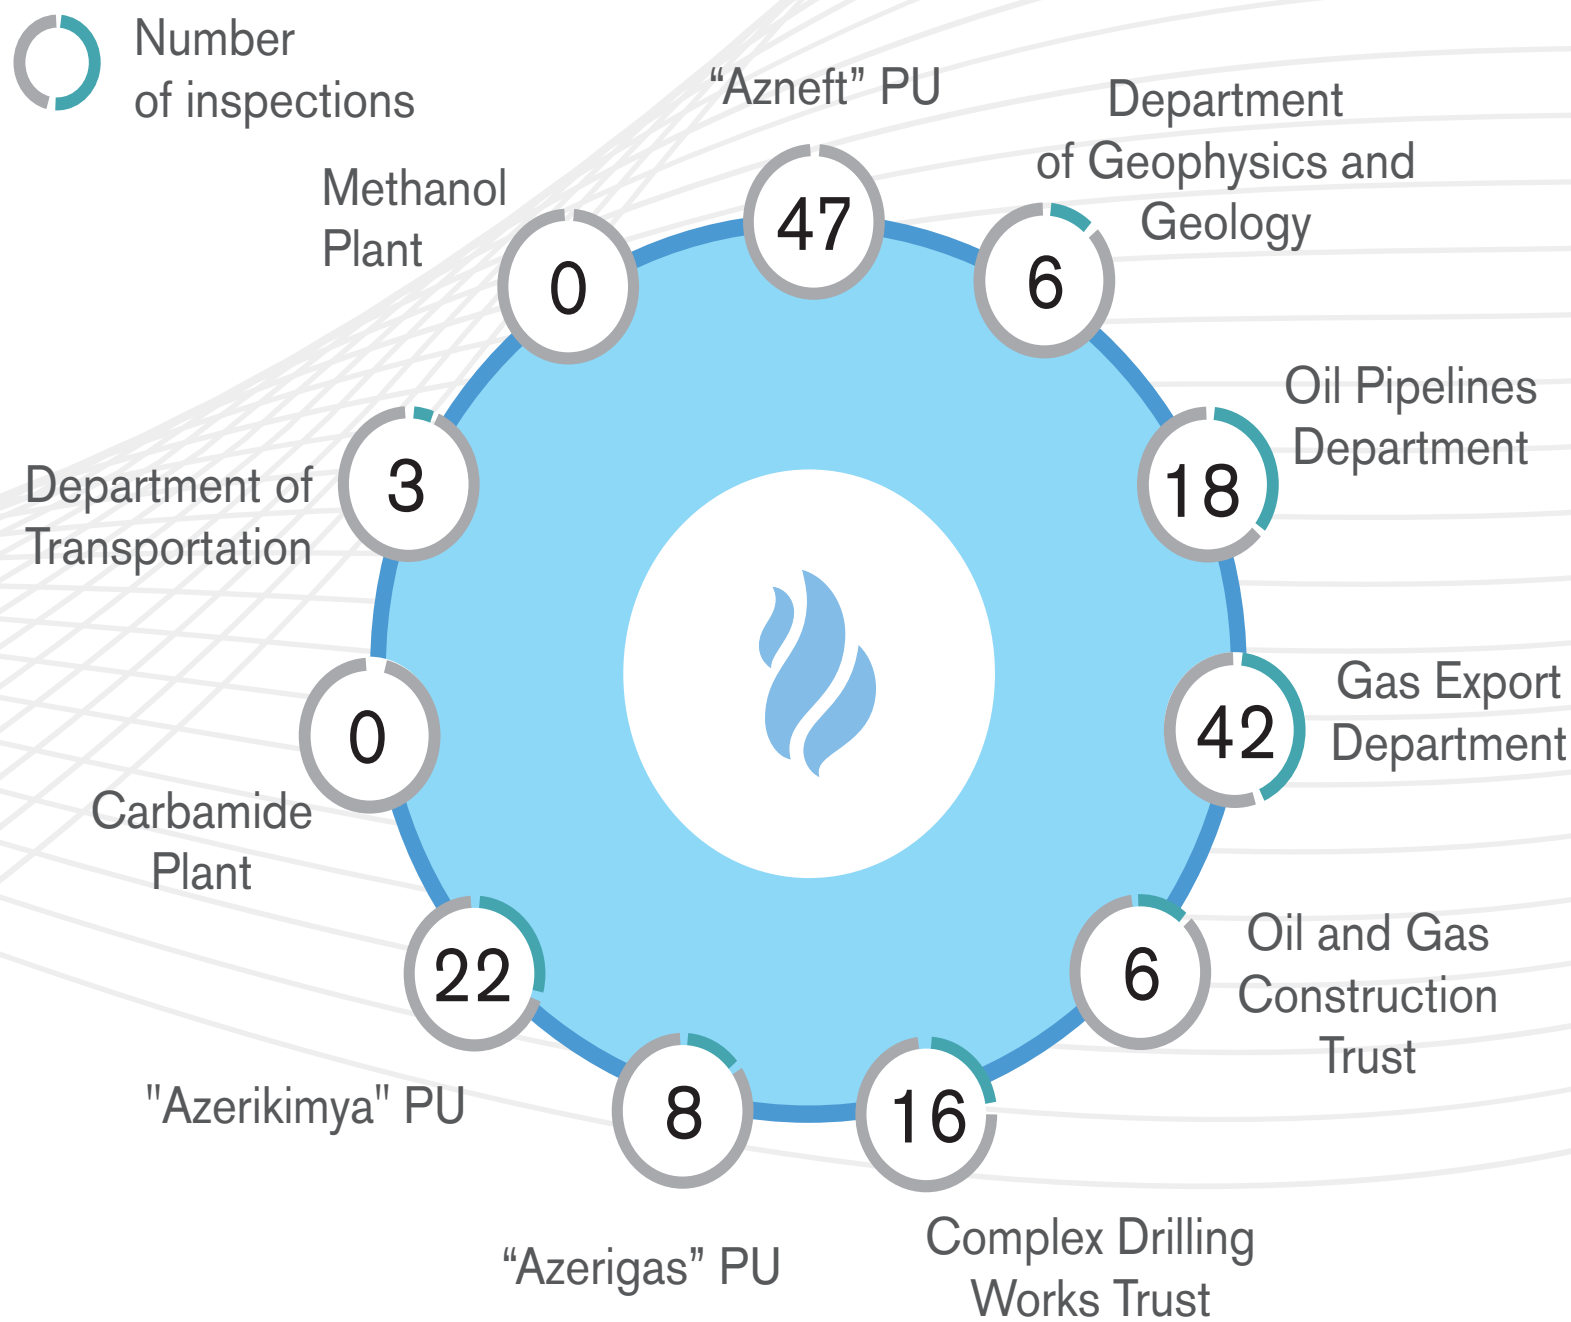 Number
of inspections
“Azneft” PU
47
Department
of Geophysics and
Geology
6
Oil Pipelines
Department
18
Gas Export
Department
42
Oil and Gas
Construction
Trust
6
Complex Drilling
Works Trust
16
“Azerigas” PU
8
"Azerikimya" PU
22
Carbamide
Plant
0
Department of
Transportation
3
Methanol
Plant
0